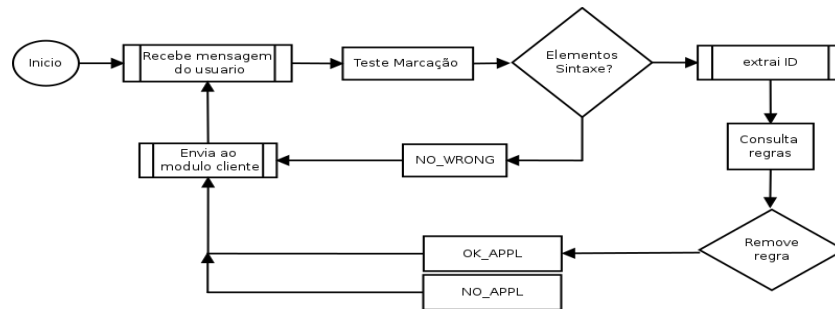 Inicio
Recebe mensagem
do usuario
Teste Marcação
Elementos
Sintaxe?
extrai ID
Envia ao
modulo cliente
NO_WRONG
Consulta
regras
Remove
regra
OK_APPL
NO_APPL